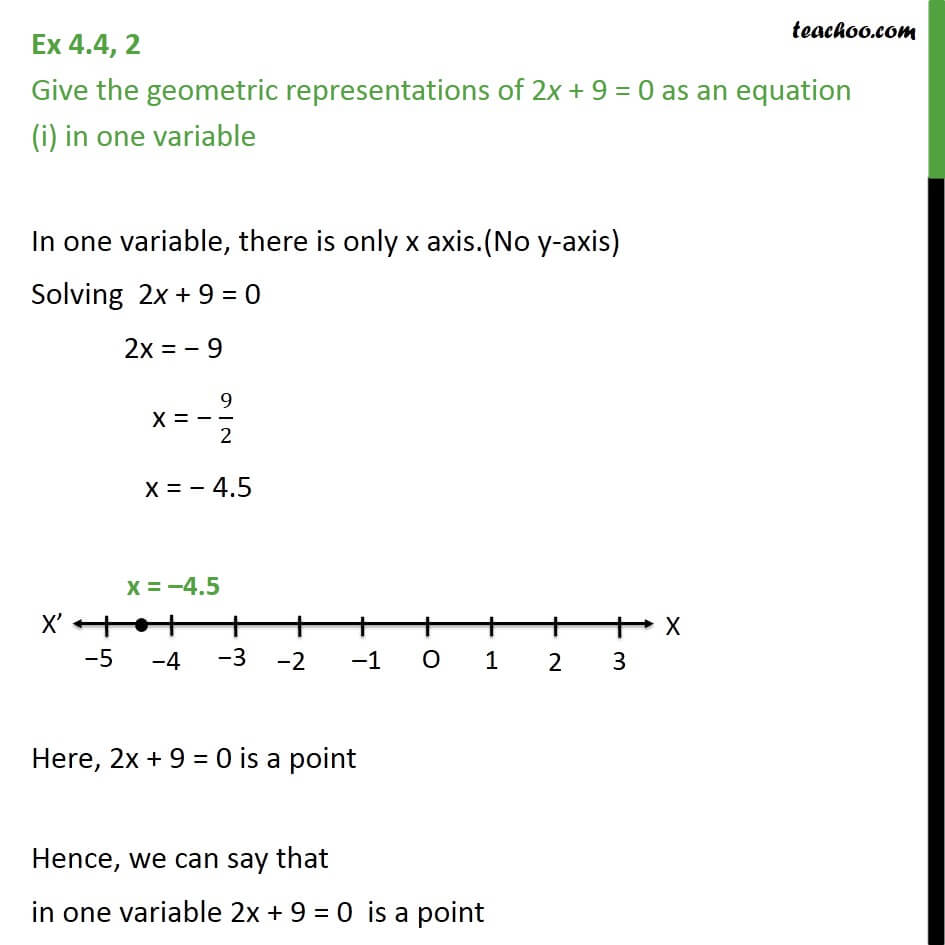 teachoo.com
Ex 4.4, 2
Give the geometric representations of 2x + 9 = 0 as an equation
(i) in one variable
In one variable, there is only x axis.(No y-axis)
Solving 2x + 9 = 0
2x = – 9
x = – 9/2
x = – 4.5
x = –4.5
X’ X
–5 –4 –3 –2 –1 O 1 2 3
Here, 2x + 9 = 0 is a point
Hence, we can say that
in one variable 2x + 9 = 0 is a point